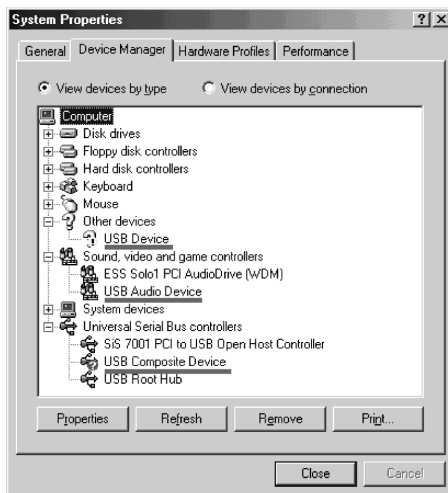 System Properties
General
Device Manager
Hardware Profiles
Performance
View devices by type
View devices by connection
Computer
Disk drives
Floppy disk controllers
Hard disk controllers
Keyboard
Mouse
Other devices
USB Device
Sound, video and game controllers
ESS Solo1 PCI AudioDrive (WDM)
USB Audio Device
System devices
Universal Serial Bus controllers
SiS 7001 PCI to USB Open Host Controller
USB Composite Device
USB Root Hub
Properties
Refresh
Remove
Print...
Close
Cancel